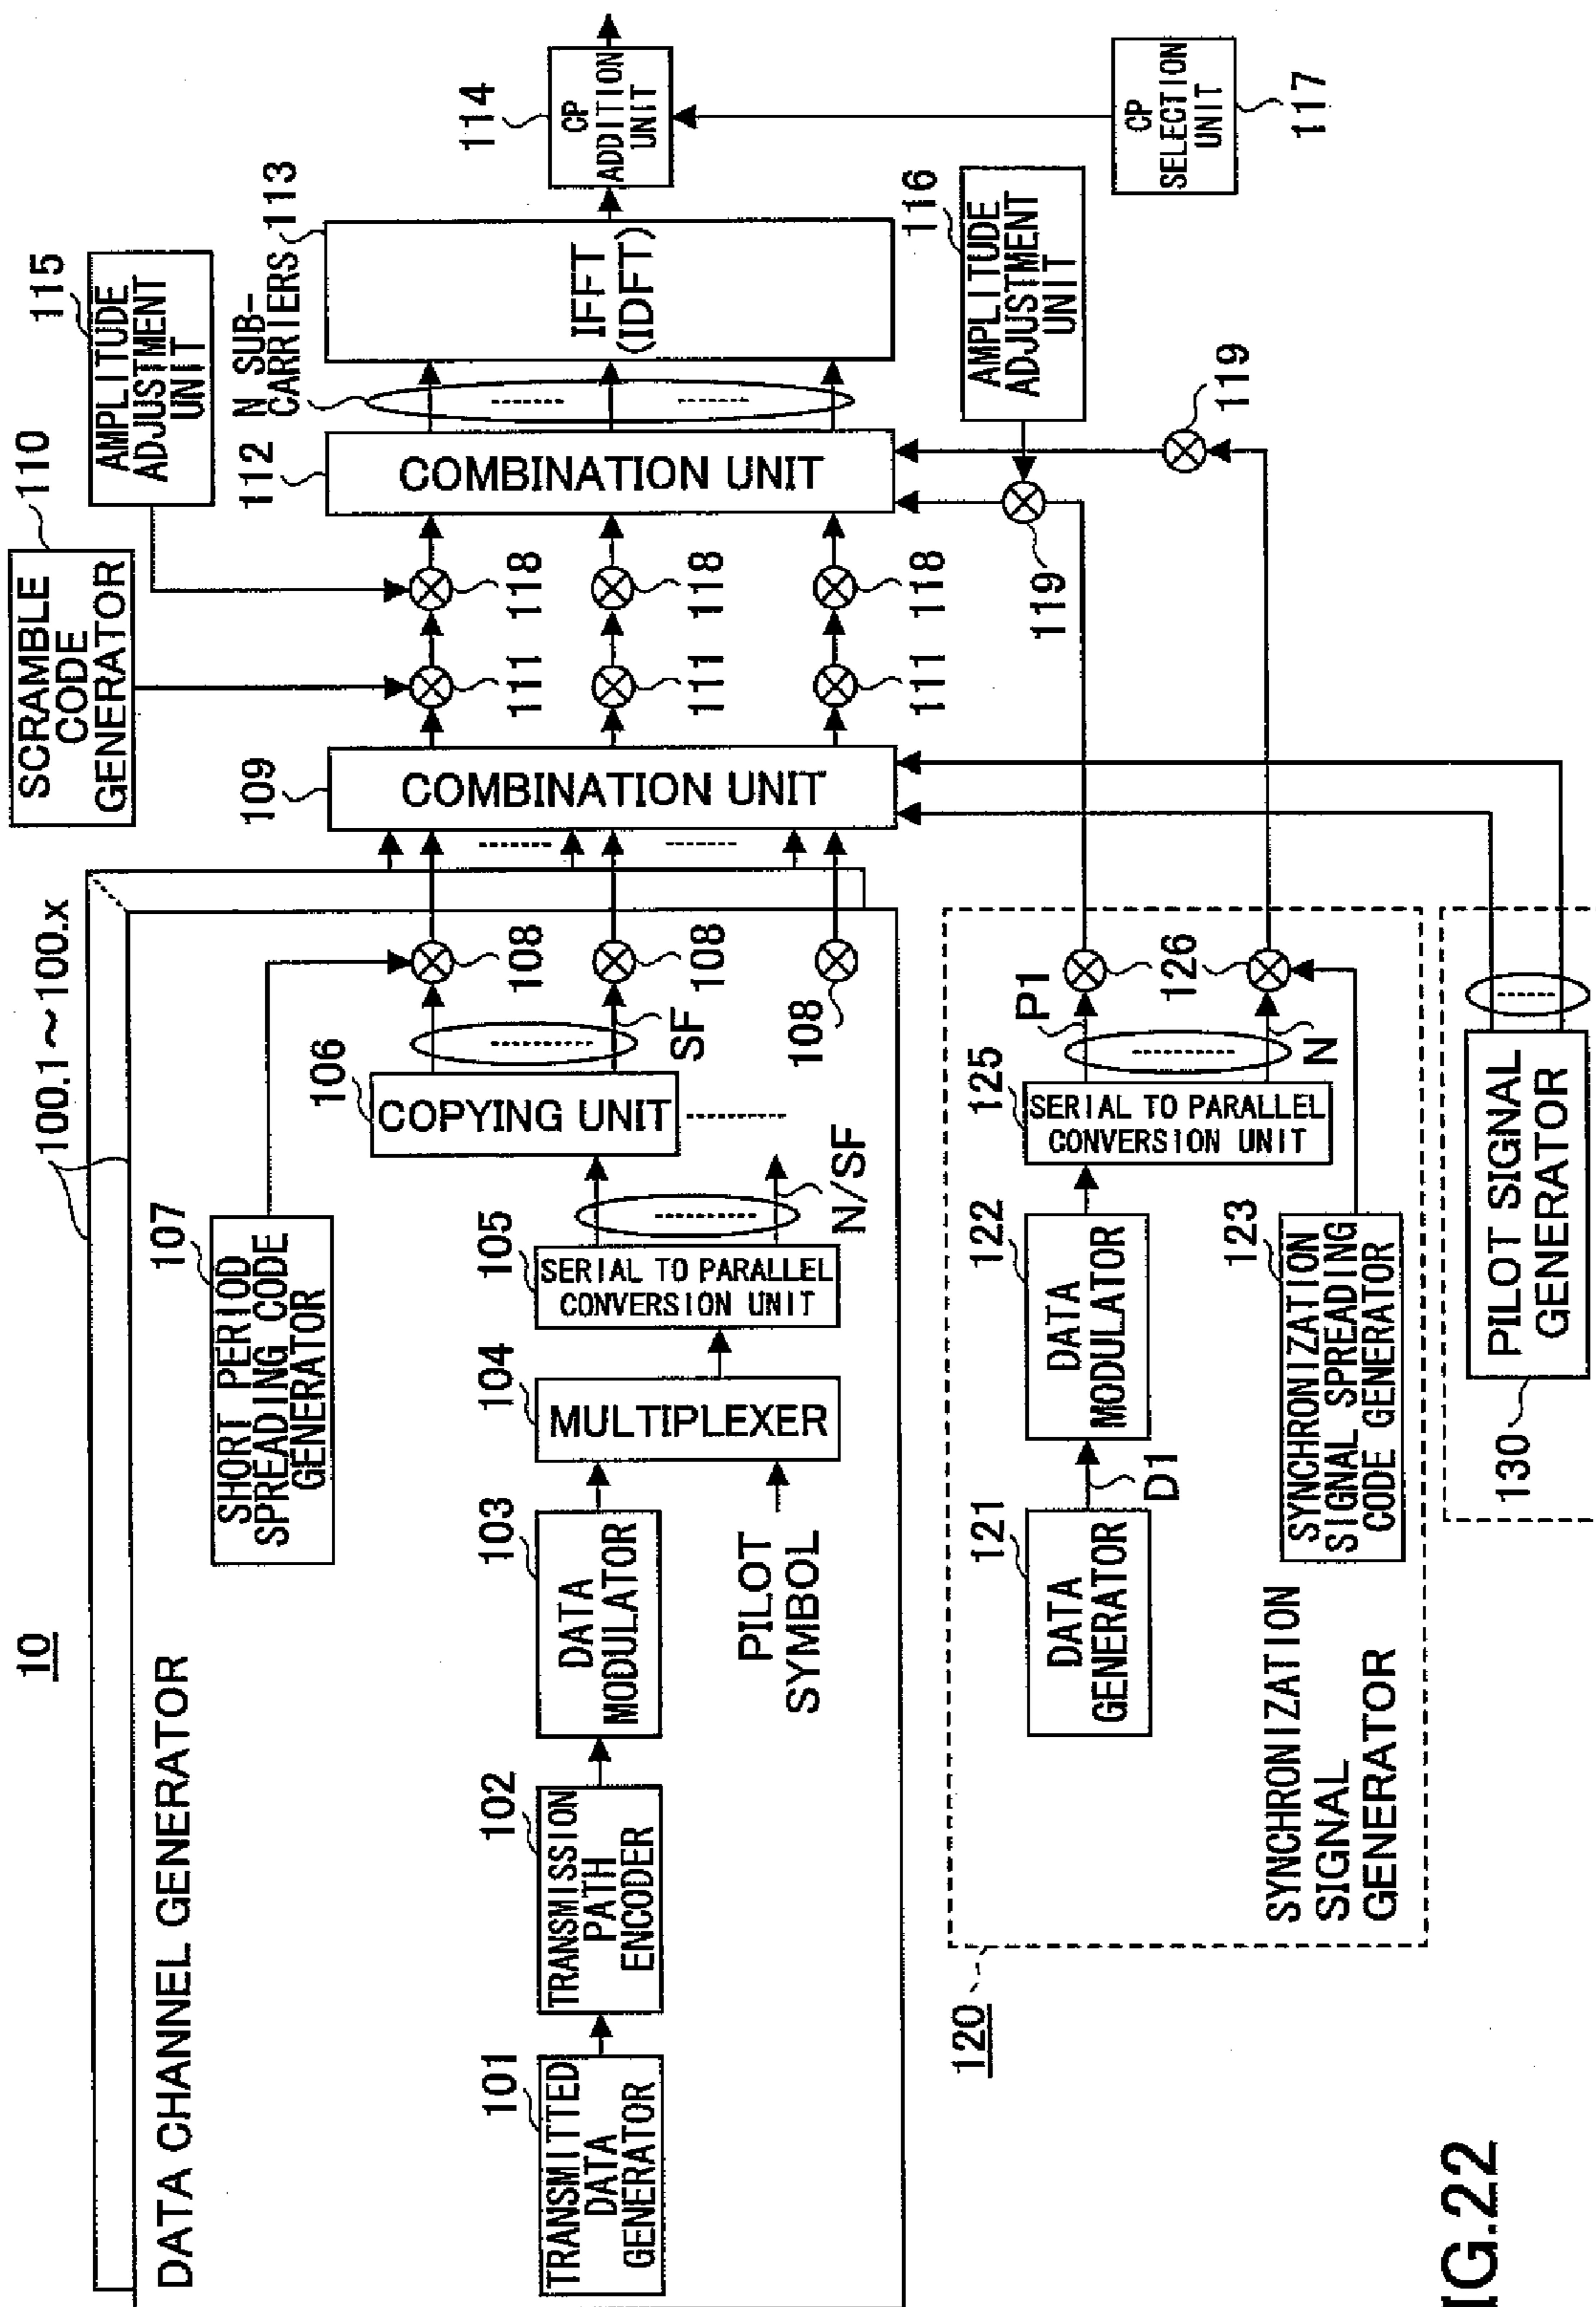 10
DATA CHANNEL GENERATOR
100.1～100.x
101
TRANSMITTED
DATA
GENERATOR
102
TRANSMISSION
PATH
ENCODER
103
DATA
MODULATOR
PILOT
SYMBOL
104
MULTIPLEXER
105
SERIAL TO PARALLEL
CONVERSION UNIT
N/SF
106
COPYING UNIT
SF
107
SHORT PERIOD
SPREADING CODE
GENERATOR
108
108
108
109
COMBINATION UNIT
SCRAMBLE
CODE
GENERATOR
110
111
111
111
118
118
118
115
AMPLITUDE
ADJUSTMENT
UNIT
112
COMBINATION UNIT
N SUB-
CARRIERS
113
IFFT
(IDFT)
114
CP
ADDITION
UNIT
CP
SELECTION
UNIT
117
116
AMPLITUDE
ADJUSTMENT
UNIT
119
119
120
SYNCHRONIZATION
SIGNAL
GENERATOR
121
DATA
GENERATOR
D1
122
DATA
MODULATOR
123
SYNCHRONIZATION
SIGNAL SPREADING
CODE GENERATOR
125
SERIAL TO PARALLEL
CONVERSION UNIT
P1
N
126
130
PILOT SIGNAL
GENERATOR
IG.22